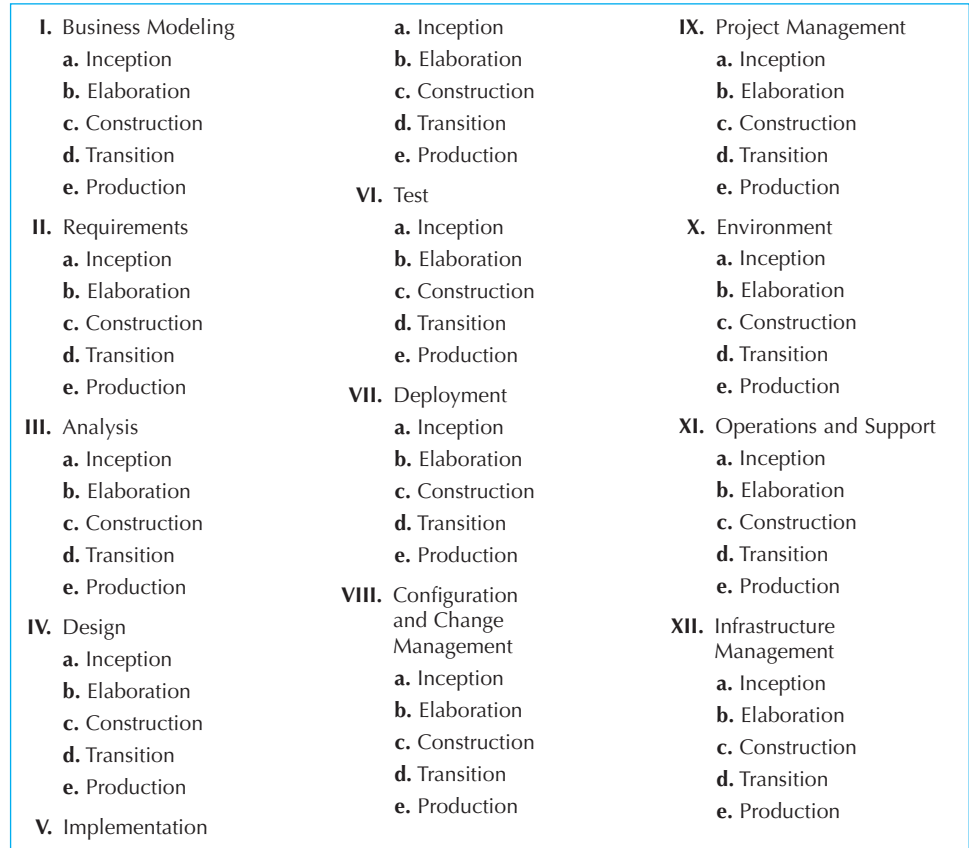 I. Business Modeling
a. Inception
b. Elaboration
c. Construction
d. Transition
e. Production
II. Requirements
a. Inception
b. Elaboration
c. Construction
d. Transition
e. Production
III. Analysis
a. Inception
b. Elaboration
c. Construction
d. Transition
e. Production
IV. Design
a. Inception
b. Elaboration
c. Construction
d. Transition
e. Production
V. Implementation
a. Inception
b. Elaboration
c. Construction
d. Transition
e. Production
VI. Test
a. Inception
b. Elaboration
c. Construction
d. Transition
e. Production
VII. Deployment
a. Inception
b. Elaboration
c. Construction
d. Transition
e. Production
VIII. Configuration
and Change
Management
a. Inception
b. Elaboration
c. Construction
d. Transition
e. Production
IX. Project Management
a. Inception
b. Elaboration
c. Construction
d. Transition
e. Production
X. Environment
a. Inception
b. Elaboration
c. Construction
d. Transition
e. Production
XI. Operations and Support
a. Inception
b. Elaboration
c. Construction
d. Transition
e. Production
XII. Infrastructure
Management
a. Inception
b. Elaboration
c. Construction
d. Transition
e. Production